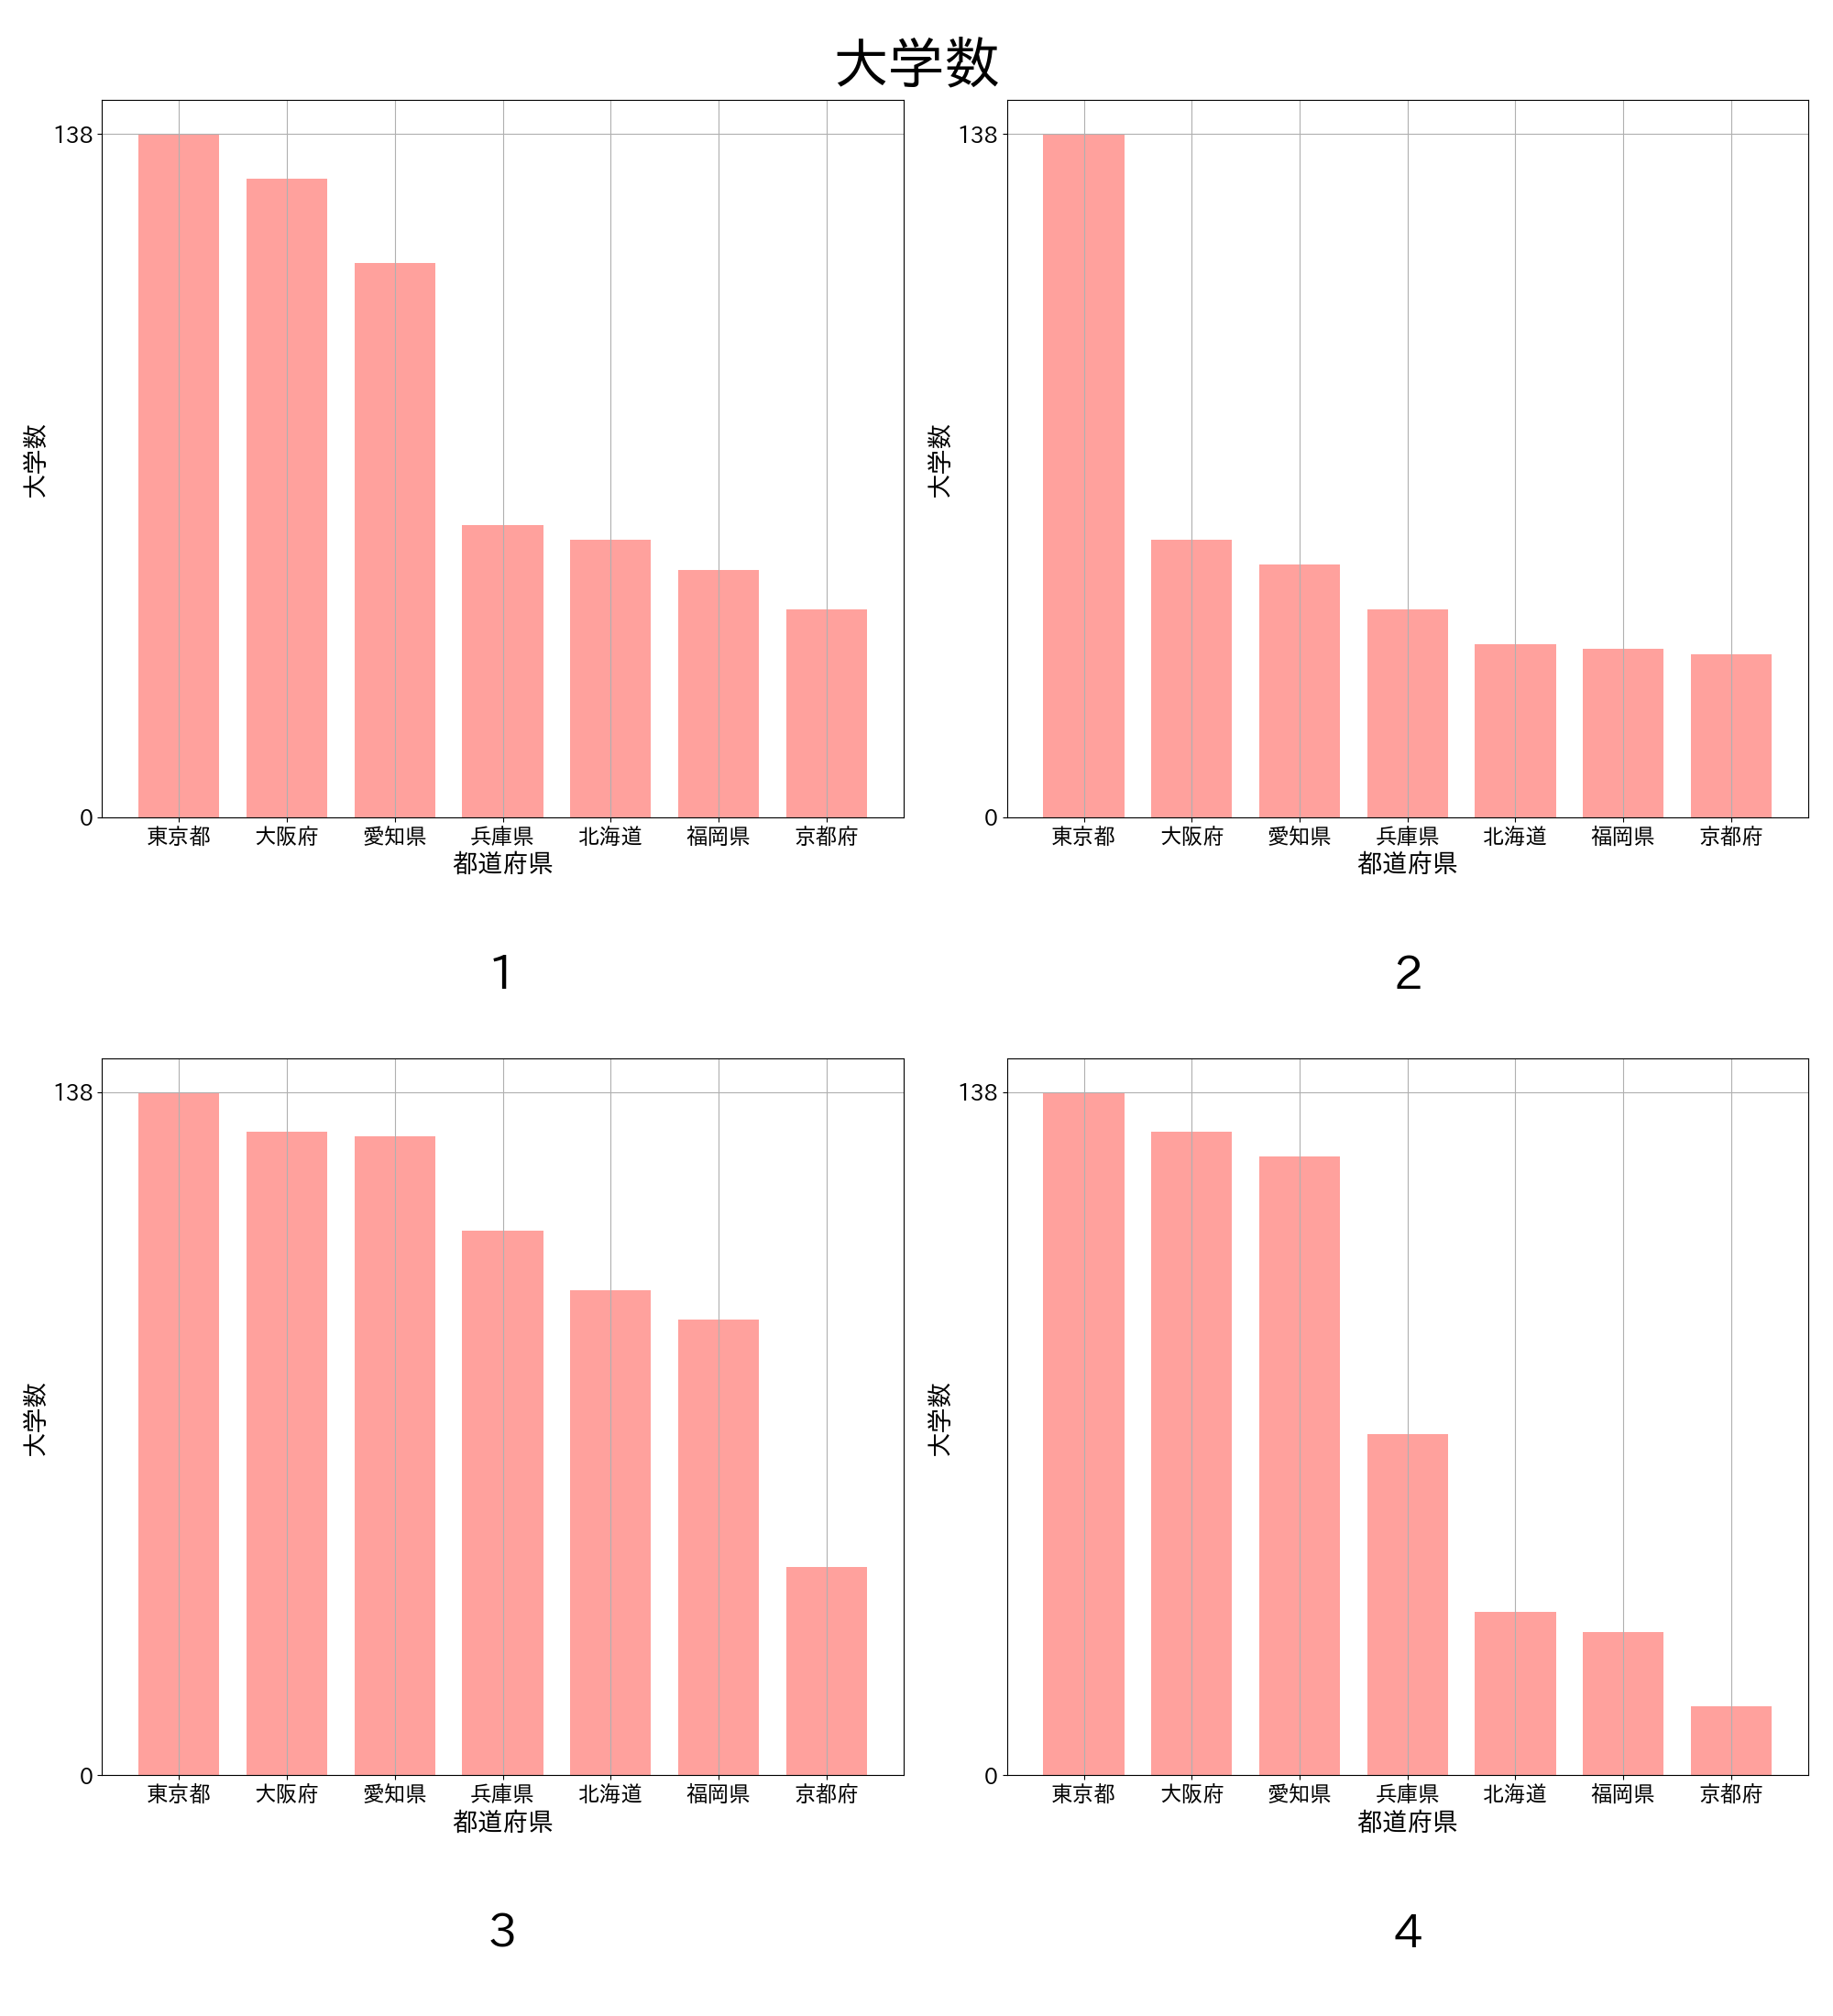 大学数
138
0
大学数
東京都 大阪府 愛知県 兵庫県 北海道 福岡県 京都府
都道府県
1
138
0
大学数
東京都 大阪府 愛知県 兵庫県 北海道 福岡県 京都府
都道府県
2
138
0
大学数
東京都 大阪府 愛知県 兵庫県 北海道 福岡県 京都府
都道府県
3
138
0
大学数
東京都 大阪府 愛知県 兵庫県 北海道 福岡県 京都府
都道府県
4